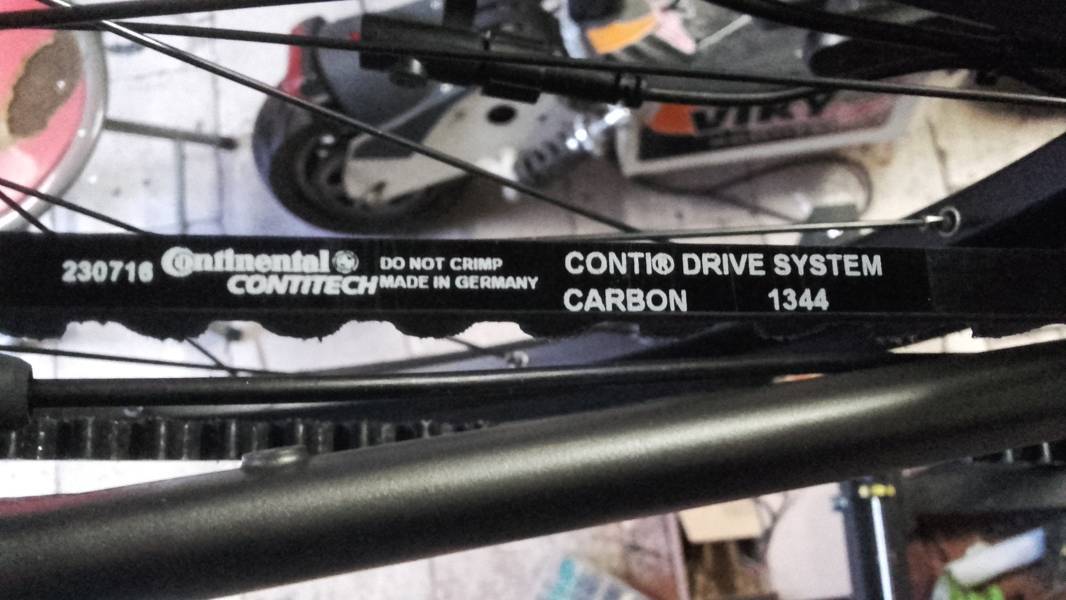 230716
Continental
CONTITECH
DO NOT CRIMP
MADE IN GERMANY
CONTI® DRIVE SYSTEM
CARBON 1344